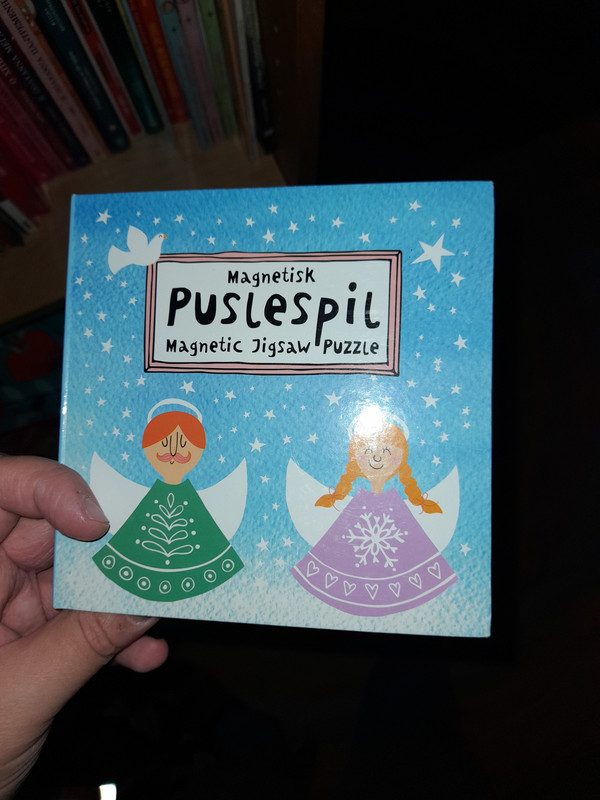 Magnetisk
Puslespil
Magnetic Jigsaw Puzzle